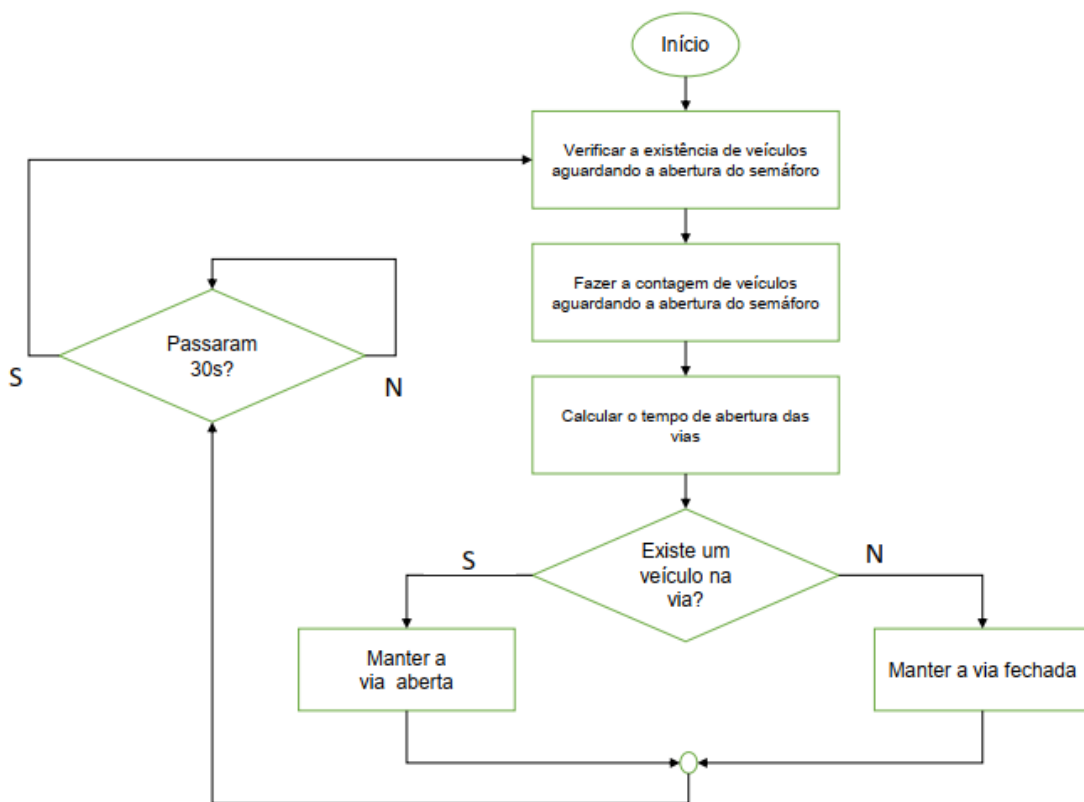 Início
Verificar a existência de veículos
aguardando a abertura do semáforo
Fazer a contagem de veículos
aguardando a abertura do semáforo
Passaram
30s?
S
N
Calcular o tempo de abertura das
vias
Existe um
veículo na
via?
S
N
Manter a
via aberta
Manter a via fechada